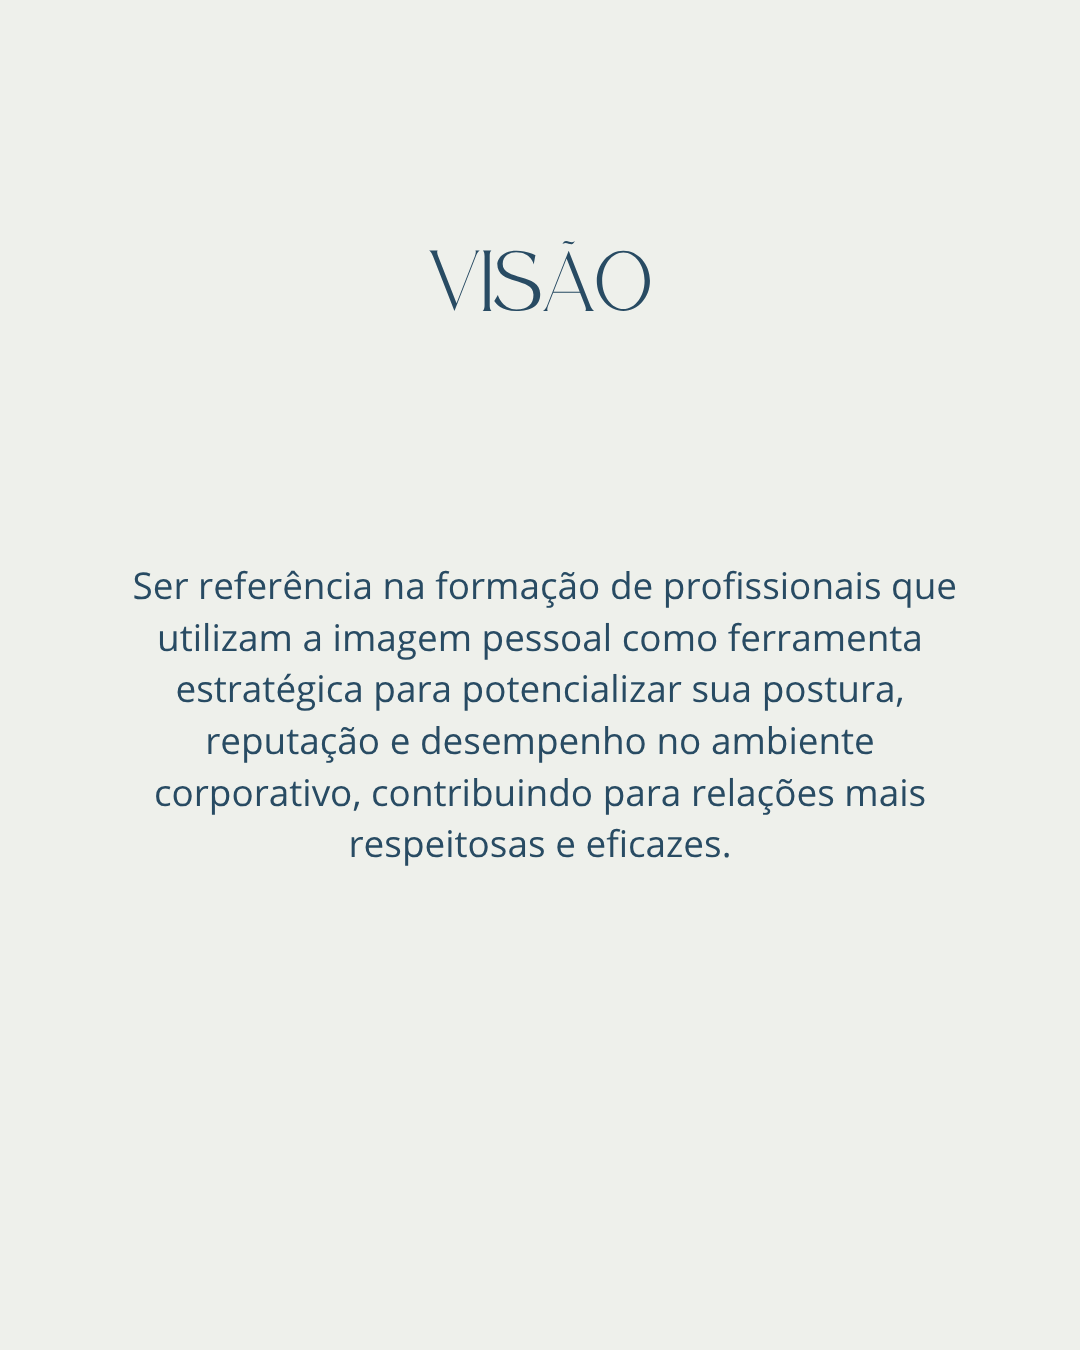 VISÃO
Ser referência na formação de profissionais que
utilizam a imagem pessoal como ferramenta
estratégica para potencializar sua postura,
reputação e desempenho no ambiente
corporativo, contribuindo para relações mais
respeitosas e eficazes.